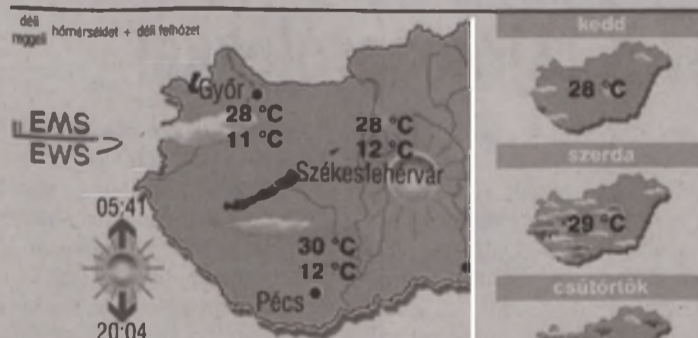 déli
reggeli hőmérséklet + déli felhőzet
Győr
28 °C
11 °C
28 °C
12 °C
Székesfehérvár
30 °C
12 °C
Pécs
EMS
EWS
05:41
20:04
kedd
28 °C
szerda
29 °C
csütörtök